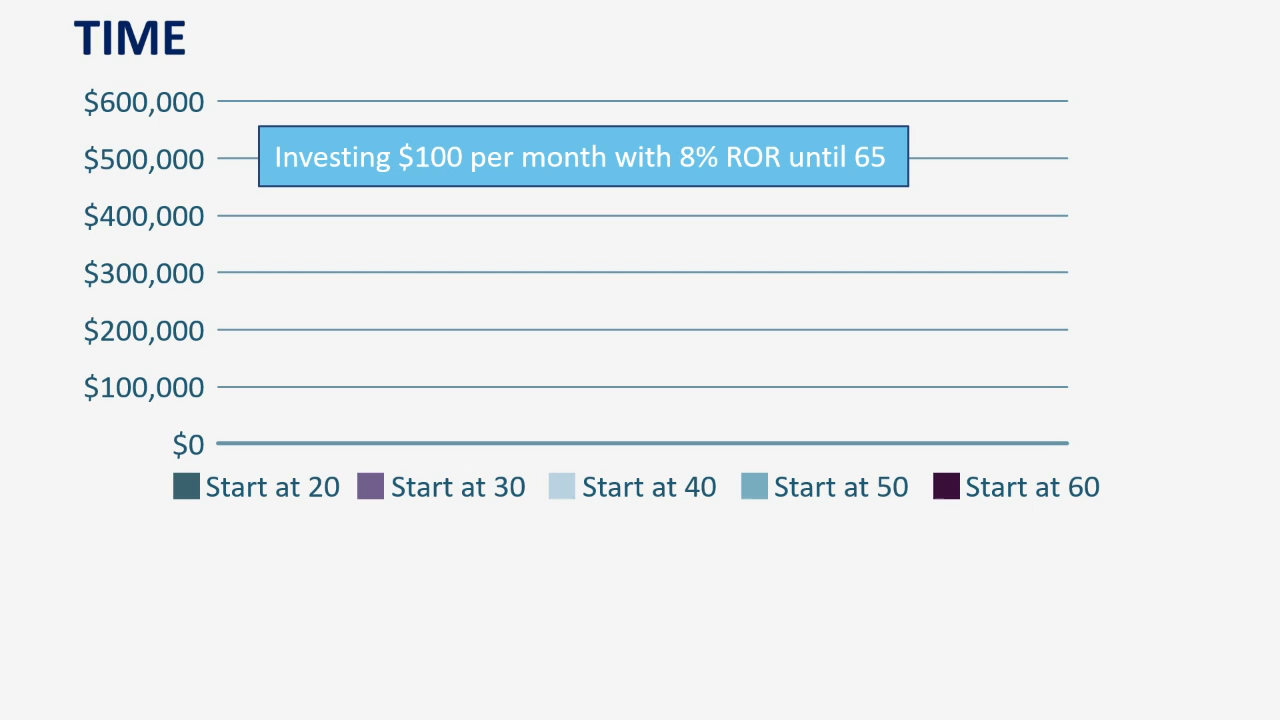 TIME
$600,000
Investing $100 per month with 8% ROR until 65
$500,000
$400,000
$300,000
$200,000
$100,000
$0
Start at 20 Start at 30 Start at 40 Start at 50 Start at 60